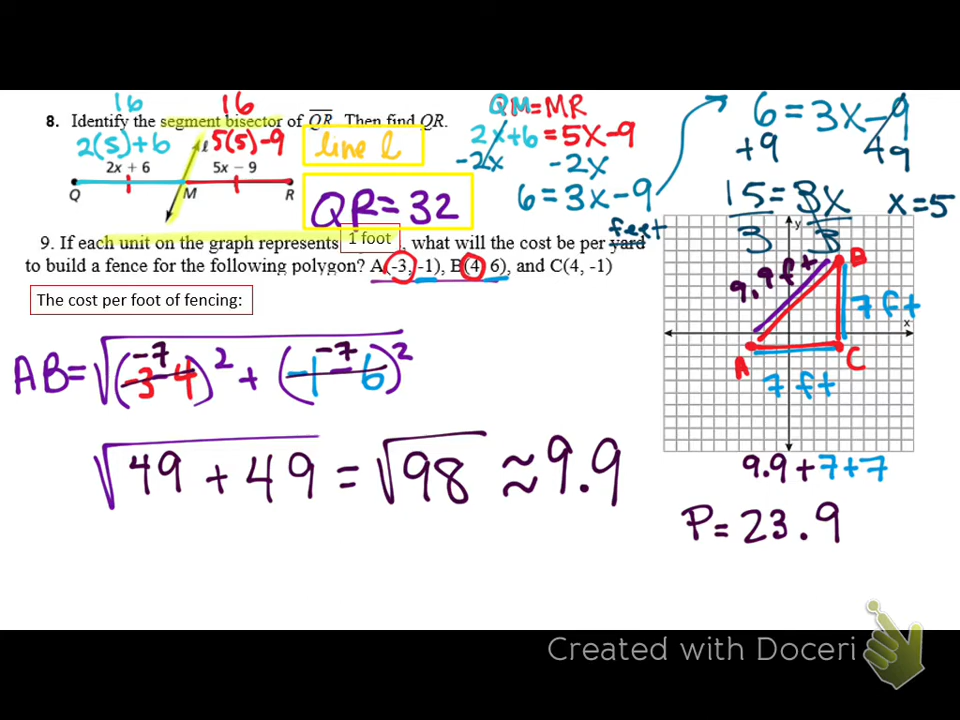 16 16
8. Identify the segment bisector of QR. Then find QR.
2(5)+6 l 5(5)-9
2x + 6 5x − 9
Q M R
line l
QR=32
QM=MR
2x+6 =5x-9
-2x -2x
6=3x-9
6=3x-9
+9 +9
15=3x x=5
3 3
9. If each unit on the graph represents 1 foot, what will the cost be per yard feet
to build a fence for the following polygon? A(-3, -1), B(4, 6), and C(4, -1)
The cost per foot of fencing:
AB=√(-3-4)²+(-1-6)²
-7 -7
√49+49 = √98 ≈9.9
y
x
B
9.9ft
7ft
A C
7 ft
9.9+7+7
P=23.9
Created with Doceri